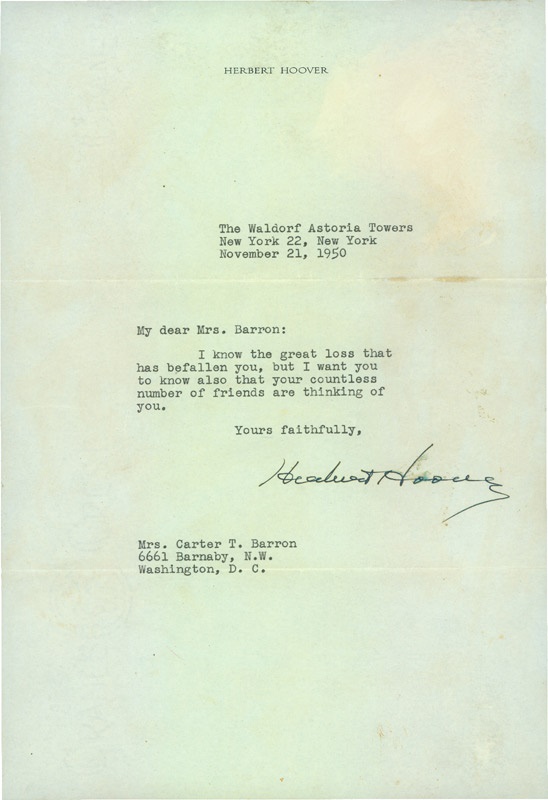 HERBERT HOOVER
The Waldorf Astoria Towers
New York 22, New York
November 21, 1950
My dear Mrs. Barron:
I know the great loss that
has befallen you, but I want you
to know also that your countless
number of friends are thinking of
you.
Yours faithfully,
Herbert Hoover
Mrs. Carter T. Barron
6661 Barnaby, N.W.
Washington, D. C.